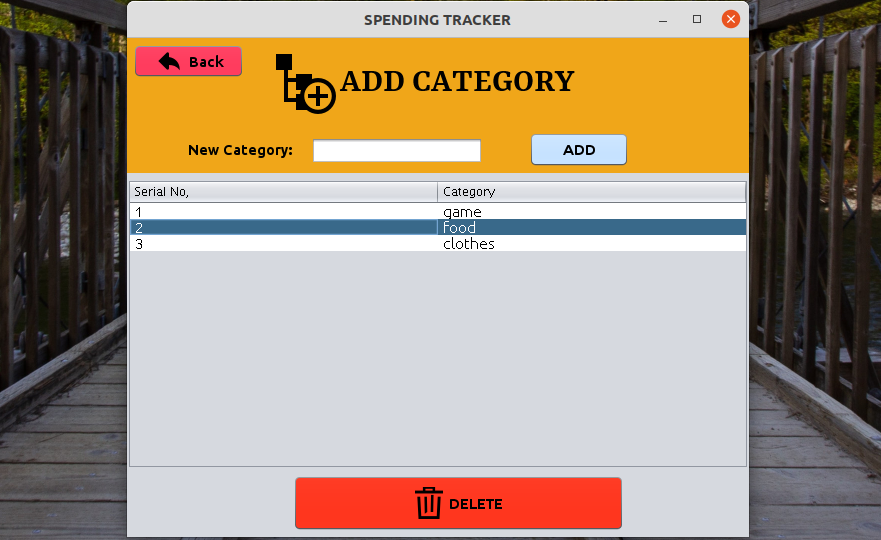 SPENDING TRACKER
Back
ADD CATEGORY
New Category:
ADD
Serial No,
Category
1
game
2
food
3
clothes
DELETE